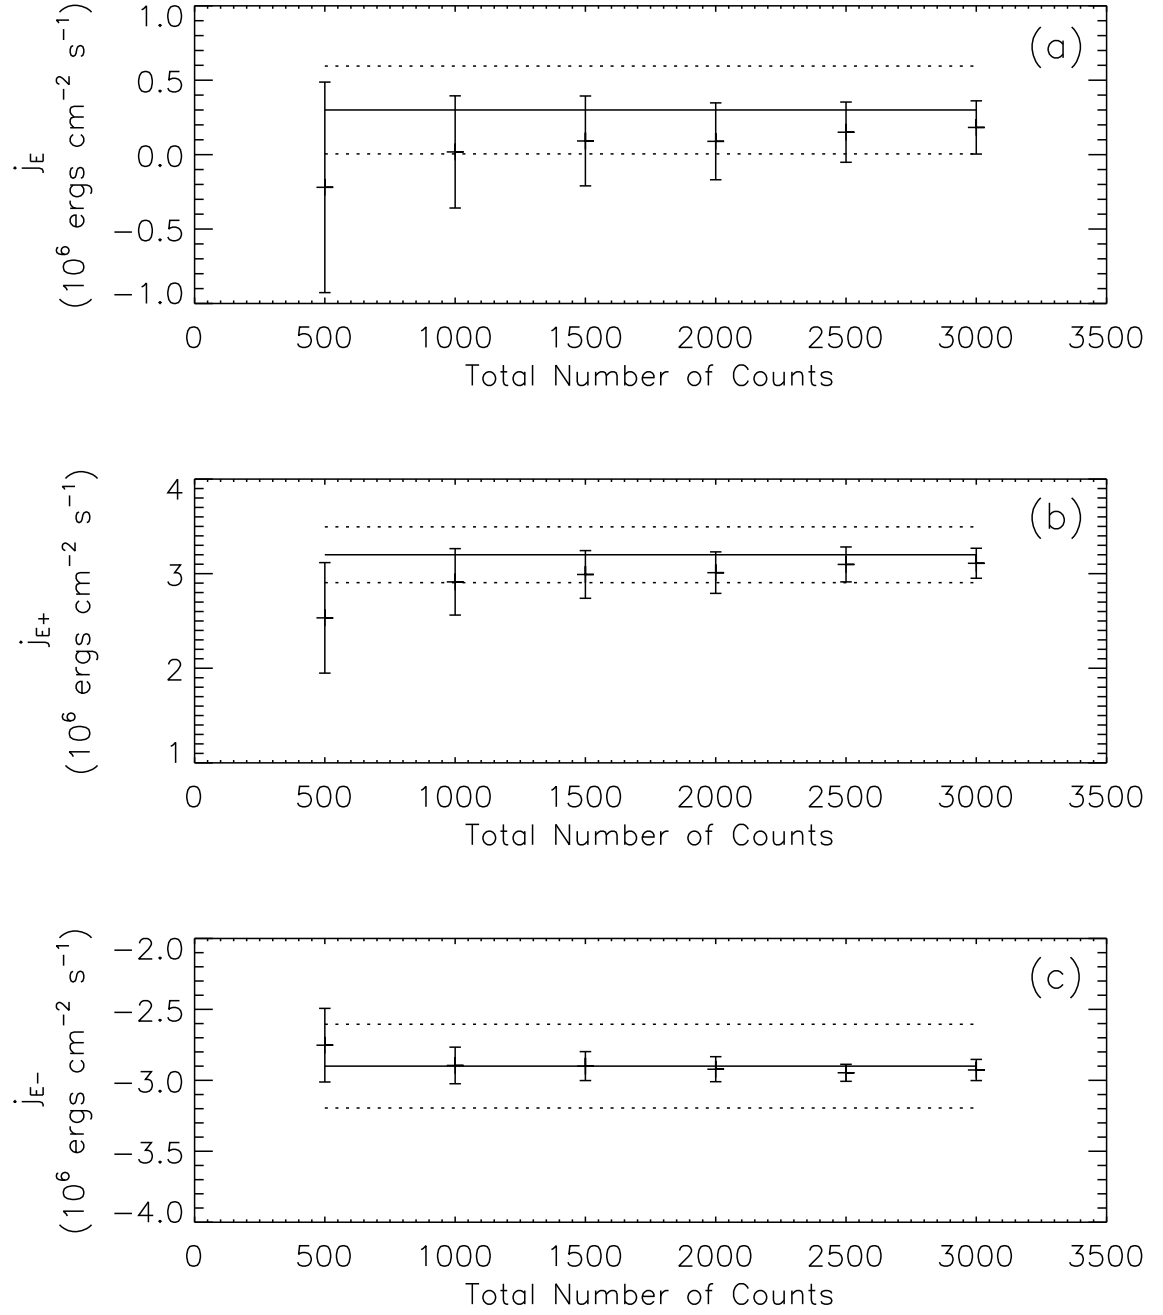 (a)
1.0
0.5
0.0
−0.5
−1.0
j_E
(10^6 ergs cm^−2 s^−1)
0 500 1000 1500 2000 2500 3000 3500
Total Number of Counts
(b)
4
3
2
1
j_E+
(10^6 ergs cm^−2 s^−1)
0 500 1000 1500 2000 2500 3000 3500
Total Number of Counts
(c)
−2.0
−2.5
−3.0
−3.5
−4.0
j_E−
(10^6 ergs cm^−2 s^−1)
0 500 1000 1500 2000 2500 3000 3500
Total Number of Counts